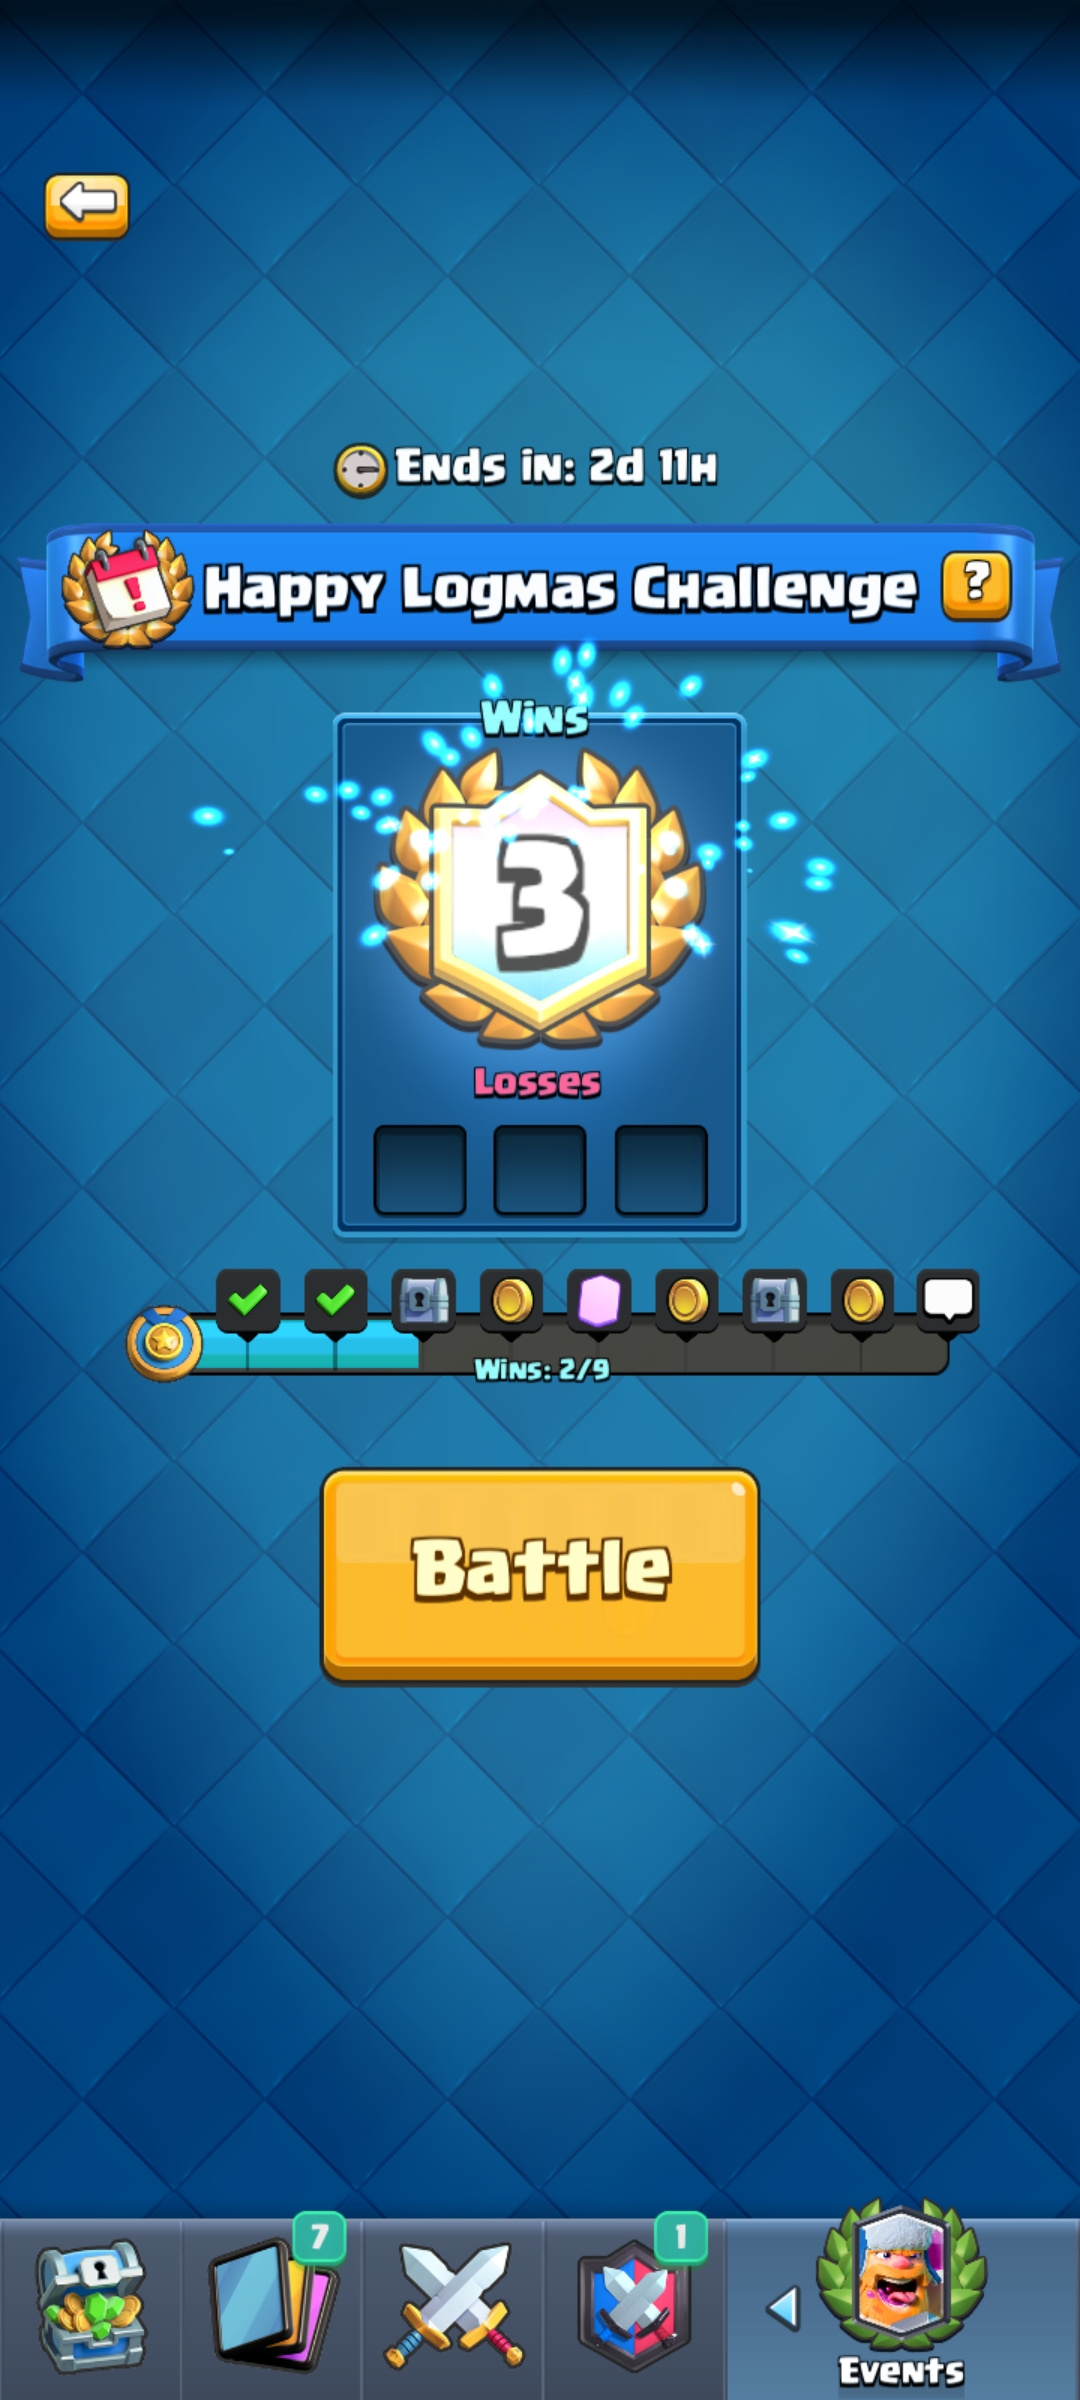 Ends in: 2d 11h
Happy Logmas Challenge
?
Wins
3
Losses
Wins: 2/9
Battle
7
1
Events